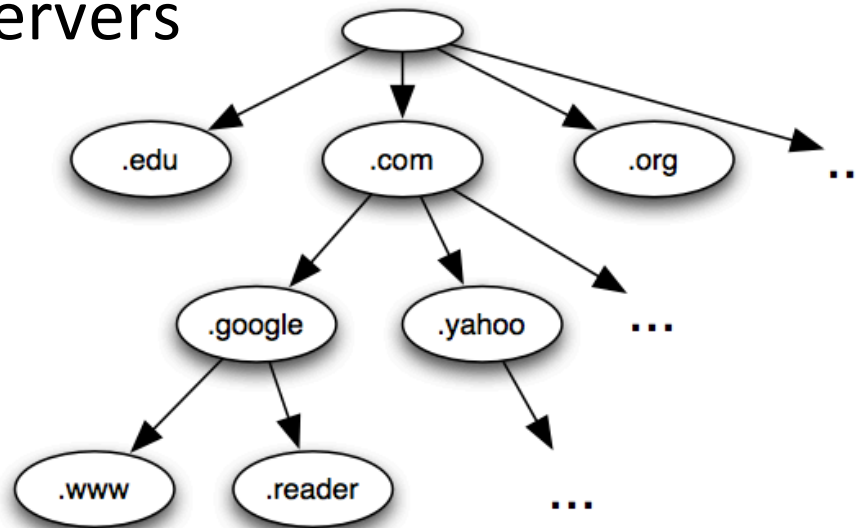 ervers
.edu .com .org ..
.google .yahoo ...
.www .reader ...